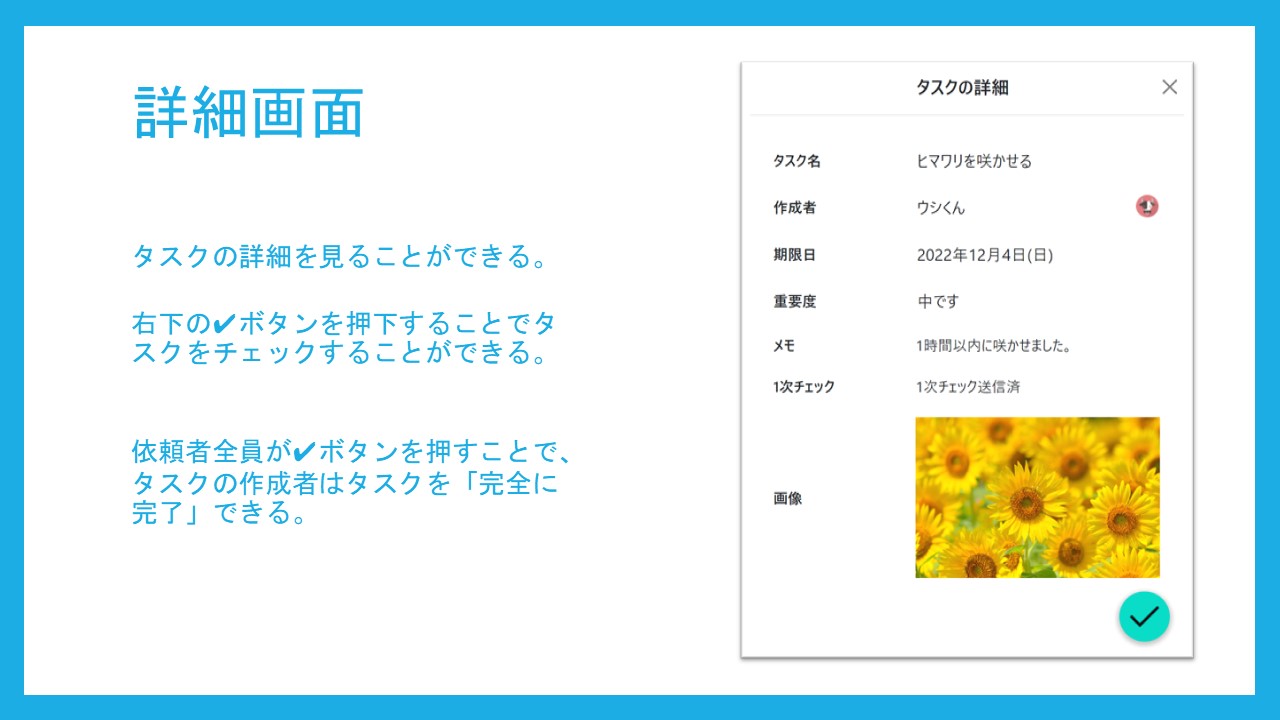 詳細画面
タスクの詳細を見ることができる。
右下の✔ボタンを押下することでタ
スクをチェックすることができる。
依頼者全員が✔ボタンを押すことで、
タスクの作成者はタスクを「完全に
完了」できる。
タスクの詳細
タスク名 ヒマワリを咲かせる
作成者 ウシくん
期限日 2022年12月4日(日)
重要度 中です
メモ 1時間以内に咲かせました。
1次チェック 1次チェック送信済
画像